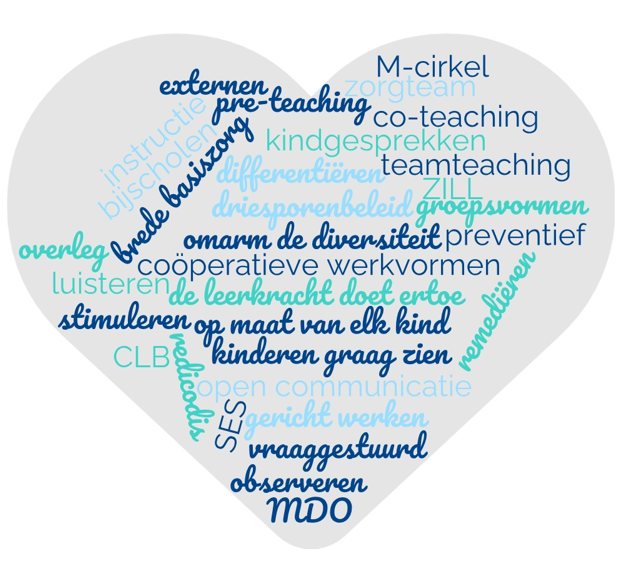 M-cirkel
externen
zorgteam
pre-teaching
co-teaching
instructie
kindgesprekken
bijscholen
brede basiszorg
differentiëren
teamteaching
ZILL
driesporenbeleid
groepsvormen
omarm de diversiteit
preventief
overleg
coöperatieve werkvormen
luisteren
de leerkracht doet ertoe
remediëren
stimuleren
op maat van elk kind
kinderen graag zien
CLB
redicodis
open communicatie
SES
gericht werken
vraaggestuurd
observeren
MDO